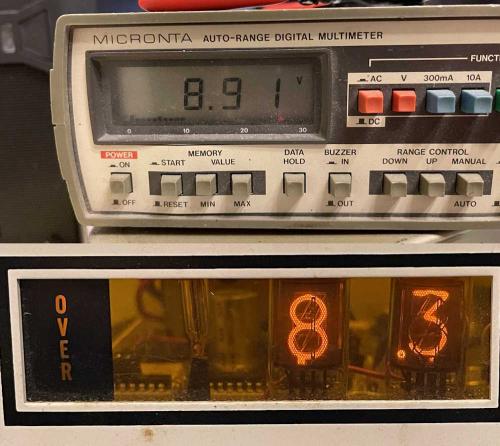 MICRONTA AUTO-RANGE DIGITAL MULTIMETER
FUNCT
8.91 V
0 10 20 30
AC V 300mA 10A
DC
POWER
ON
OFF
MEMORY
START VALUE
RESET MIN MAX
DATA
HOLD
BUZZER
IN
OUT
RANGE CONTROL
DOWN UP MANUAL
AUTO
OVER
8.3